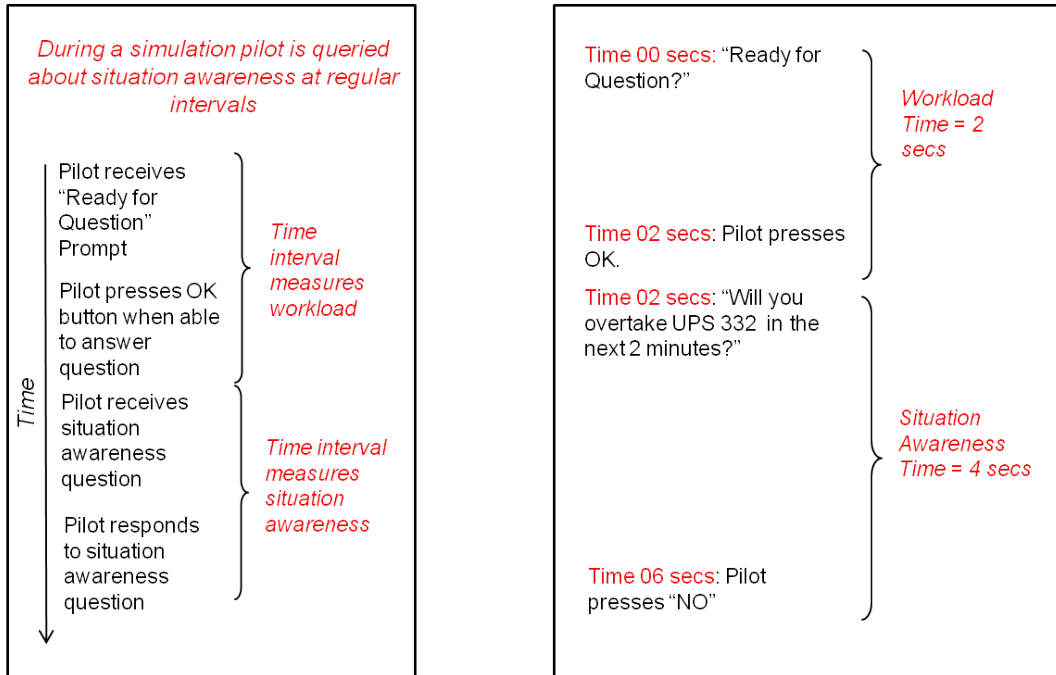 During a simulation pilot is queried
about situation awareness at regular
intervals
Time
Pilot receives
“Ready for
Question”
Prompt
Pilot presses OK
button when able
to answer
question
Time
interval
measures
workload
Pilot receives
situation
awareness
question
Pilot responds
to situation
awareness
question
Time interval
measures
situation
awareness
Time 00 secs: “Ready for
Question?”
Time 02 secs: Pilot presses
OK.
Workload
Time = 2
secs
Time 02 secs: “Will you
overtake UPS 332 in the
next 2 minutes?”
Time 06 secs: Pilot
presses “NO”
Situation
Awareness
Time = 4 secs